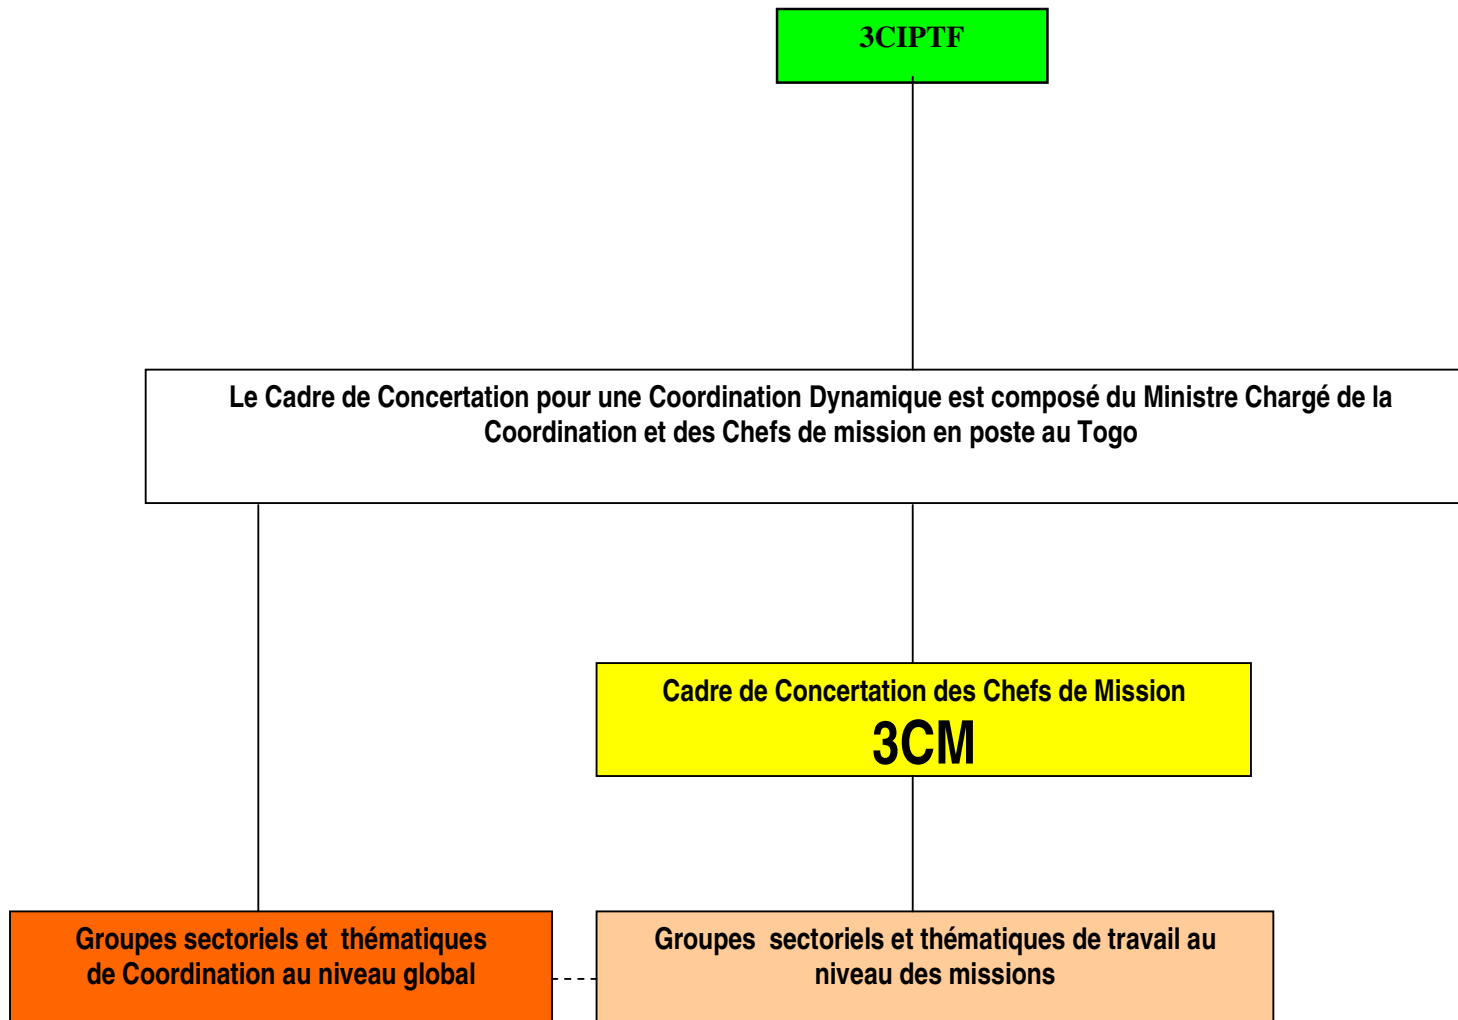 3CIPTF
Le Cadre de Concertation pour une Coordination Dynamique est composé du Ministre Chargé de la
Coordination et des Chefs de mission en poste au Togo
Cadre de Concertation des Chefs de Mission
3CM
Groupes sectoriels et thématiques
de Coordination au niveau global
Groupes sectoriels et thématiques de travail au
niveau des missions